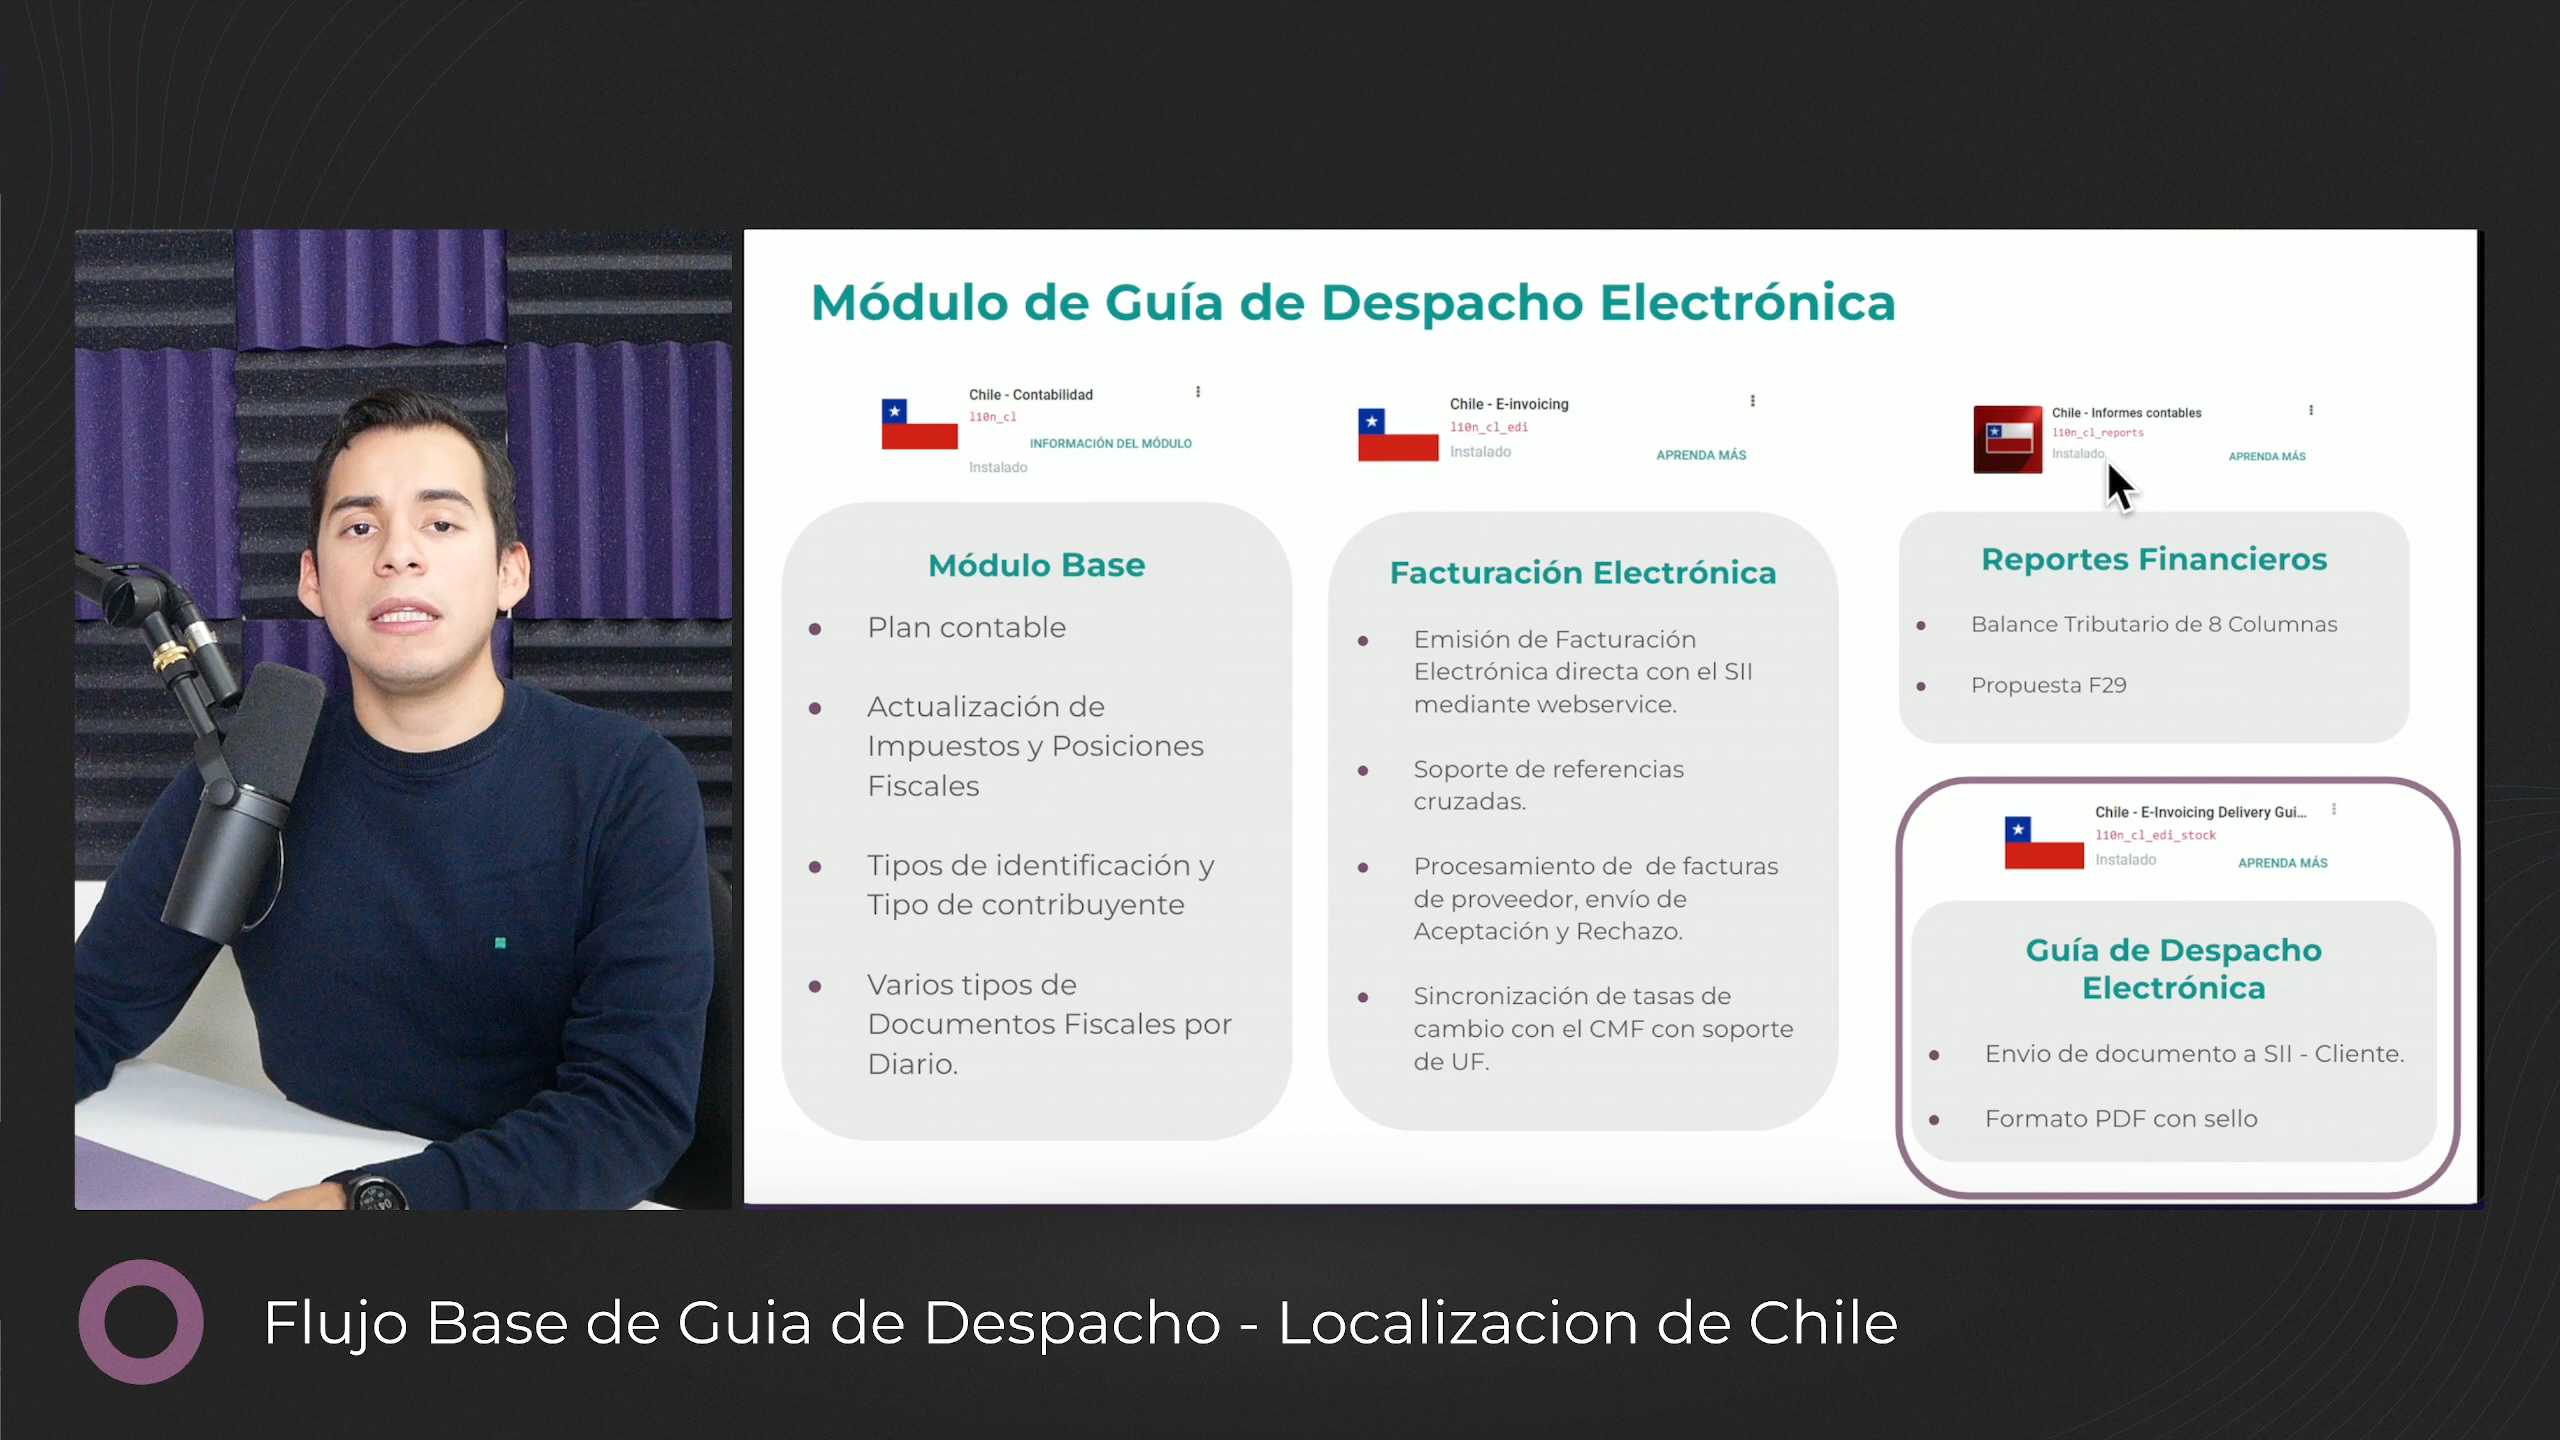 Módulo de Guía de Despacho Electrónica
Chile - Contabilidad
l10n_cl
INFORMACIÓN DEL MÓDULO
Instalado
Módulo Base
Plan contable
Actualización de
Impuestos y Posiciones
Fiscales
Tipos de identificación y
Tipo de contribuyente
Varios tipos de
Documentos Fiscales por
Diario.
Chile - E-invoicing
l10n_cl_edi
Instalado
APRENDA MÁS
Facturación Electrónica
Emisión de Facturación
Electrónica directa con el SII
mediante webservice.
Soporte de referencias
cruzadas.
Procesamiento de  de facturas
de proveedor, envío de
Aceptación y Rechazo.
Sincronización de tasas de
cambio con el CMF con soporte
de UF.
Chile - Informes contables
l10n_cl_reports
Instalado
APRENDA MÁS
Reportes Financieros
Balance Tributario de 8 Columnas
Propuesta F29
Chile - E-Invoicing Delivery Gui...
l10n_cl_edi_stock
Instalado
APRENDA MÁS
Guía de Despacho
Electrónica
Envio de documento a SII - Cliente.
Formato PDF con sello
Flujo Base de Guia de Despacho - Localizacion de Chile